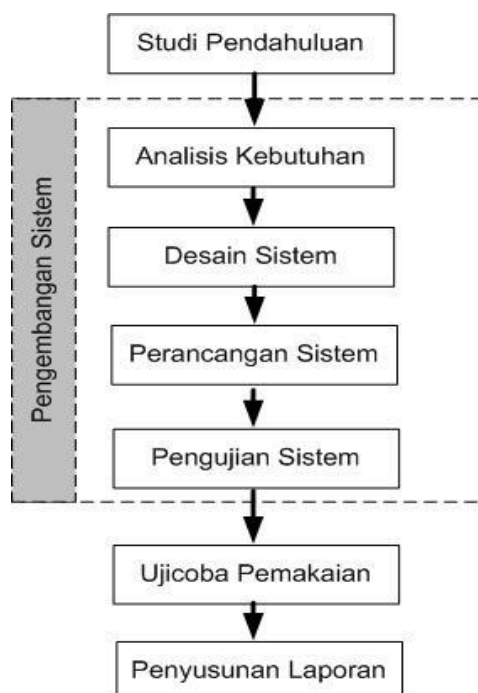 Studi Pendahuluan
Pengembangan Sistem
Analisis Kebutuhan
Desain Sistem
Perancangan Sistem
Pengujian Sistem
Ujicoba Pemakaian
Penyusunan Laporan